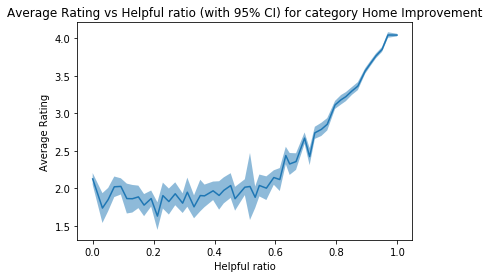 Average Rating vs Helpful ratio (with 95% CI) for category Home Improvement
4.0
3.5
3.0
2.5
2.0
1.5
Average Rating
0.0 0.2 0.4 0.6 0.8 1.0
Helpful ratio